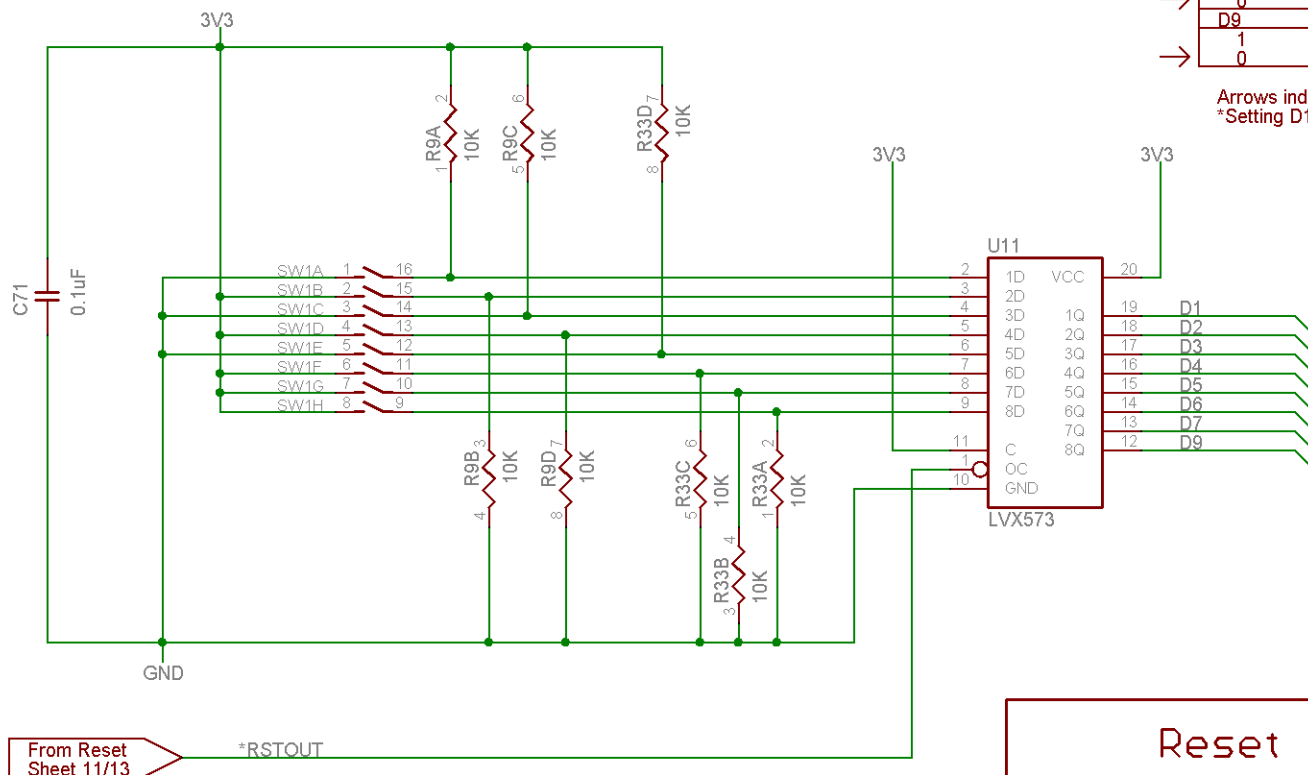 3V3
0
D9
1
0
Arrows ind
*Setting D1
R9A
10K
2
1
R9C
10K
6
5
R33D
10K
7
8
3V3
3V3
C71
0.1uF
SW1A 1 16
SW1B 2 15
SW1C 3 14
SW1D 4 13
SW1E 5 12
SW1F 6 11
SW1G 7 10
SW1H 8 9
U11
2 1D VCC 20
3 2D
4 3D 1Q 19 D1
5 4D 2Q 18 D2
6 5D 3Q 17 D3
7 6D 4Q 16 D4
8 7D 5Q 15 D5
9 8D 6Q 14 D6
7Q 13 D7
11 C 8Q 12 D9
1 OC
10 GND
LVX573
R9B
10K
3
4
R9D
10K
7
8
R33C
10K
6
5
R33A
10K
2
1
R33B
10K
4
3
GND
From Reset
Sheet 11/13
*RSTOUT
Reset